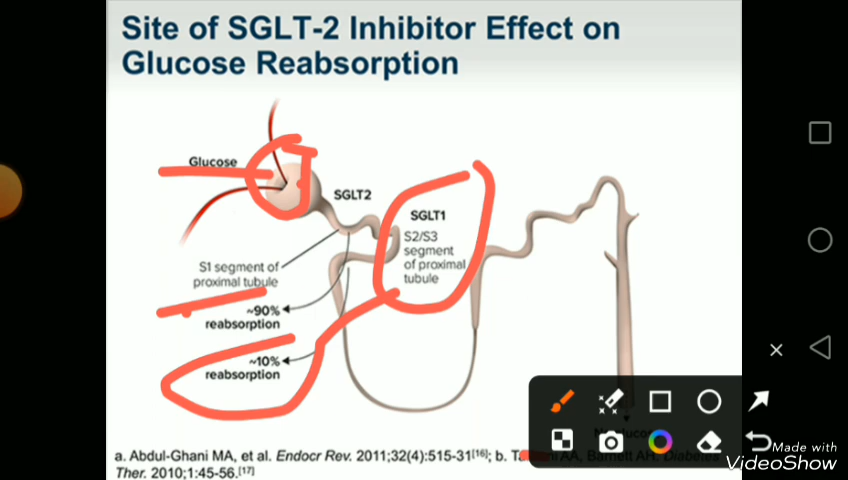 Site of SGLT-2 Inhibitor Effect on
Glucose Reabsorption
Glucose
SGLT2
SGLT1
S2/S3
segment
of proximal
tubule
S1 segment of
proximal tubule
~90%
reabsorption
~10%
reabsorption
a. Abdul-Ghani MA, et al. Endocr Rev. 2011;32(4):515-31[16]; b. AA, Barnett AH. Diabetes
Ther. 2010;1:45-56.[17]
Made with
VideoShow